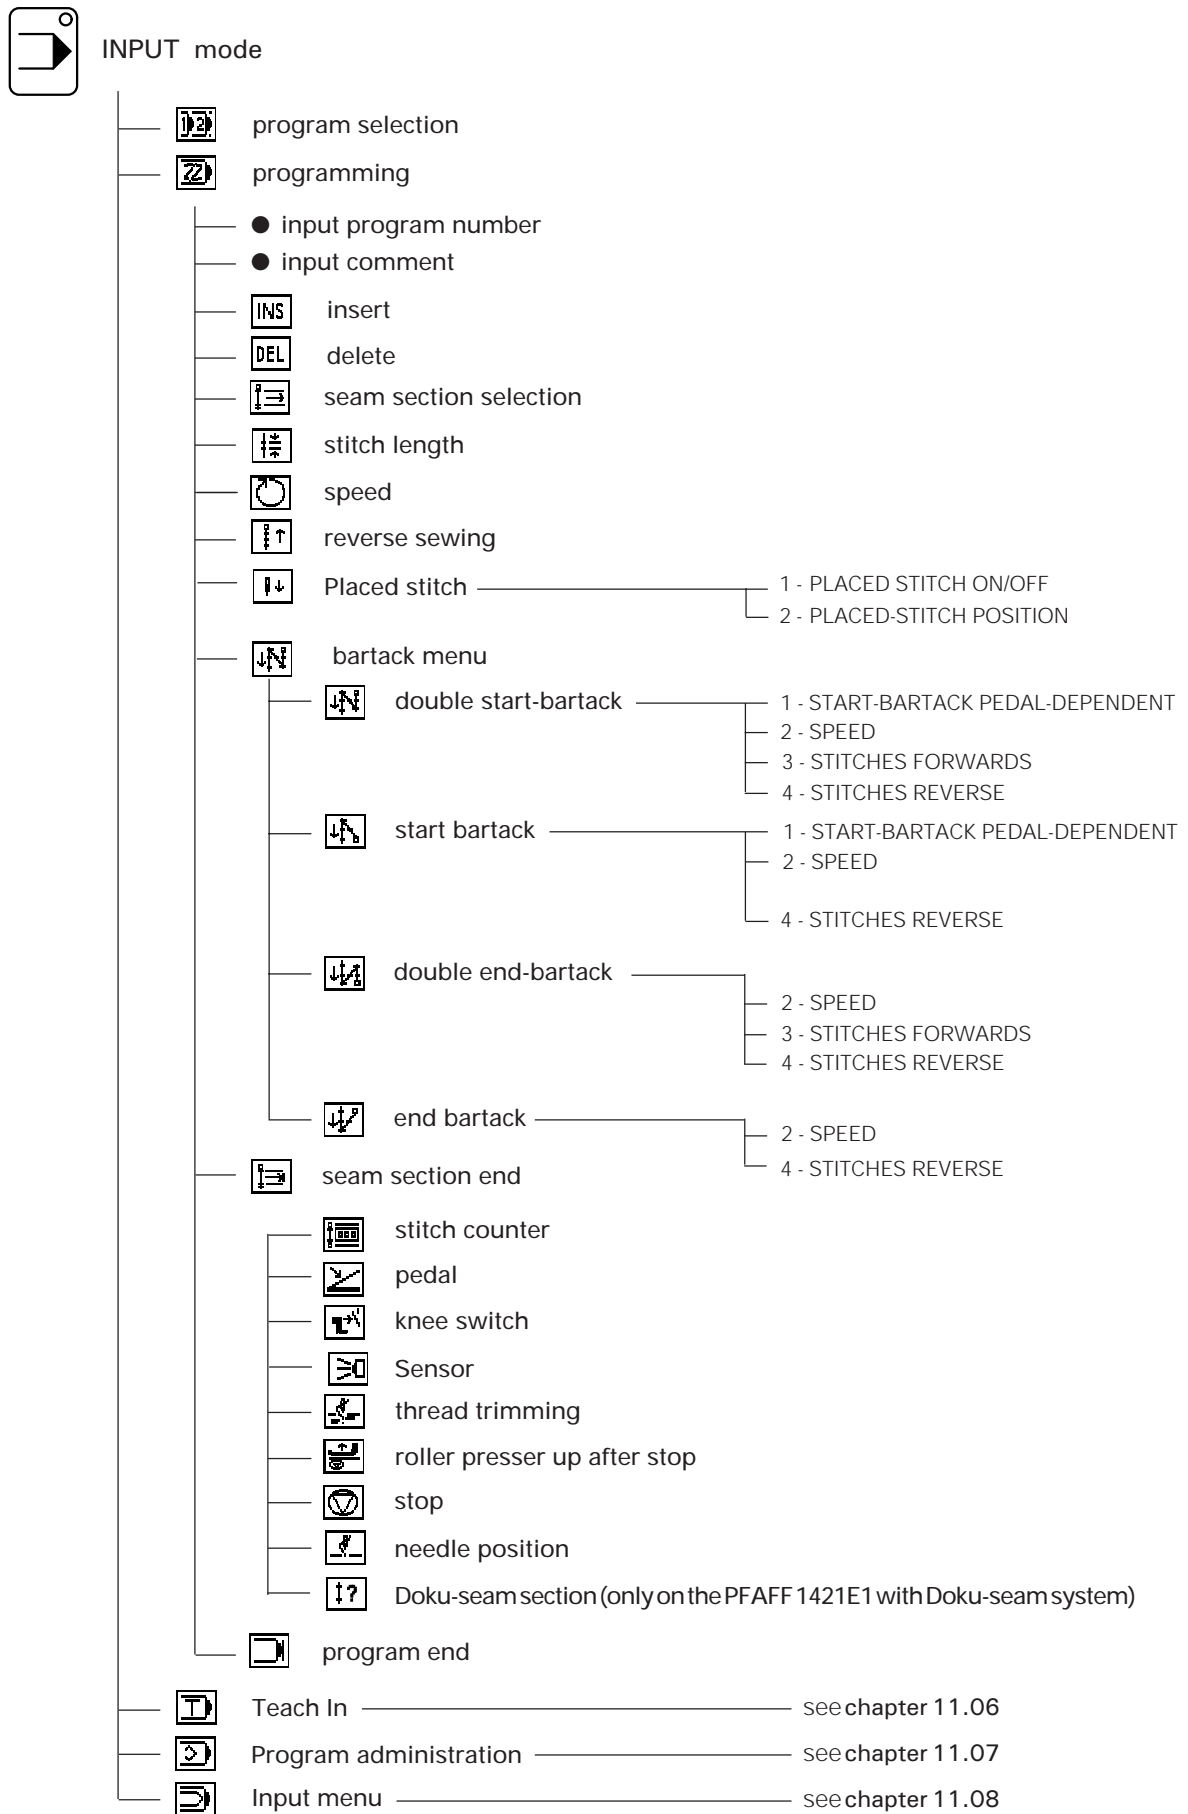 INPUT mode
program selection
programming
● input program number
● input comment
INS insert
DEL delete
seam section selection
stitch length
speed
reverse sewing
Placed stitch 1 - PLACED STITCH ON/OFF
2 - PLACED-STITCH POSITION
bartack menu
double start-bartack 1 - START-BARTACK PEDAL-DEPENDENT
2 - SPEED
3 - STITCHES FORWARDS
4 - STITCHES REVERSE
start bartack 1 - START-BARTACK PEDAL-DEPENDENT
2 - SPEED
4 - STITCHES REVERSE
double end-bartack
2 - SPEED
3 - STITCHES FORWARDS
4 - STITCHES REVERSE
end bartack
2 - SPEED
4 - STITCHES REVERSE
seam section end
stitch counter
pedal
knee switch
Sensor
thread trimming
roller presser up after stop
stop
needle position
Doku-seam section (only on the PFAFF 1421E1 with Doku-seam system)
program end
Teach In see chapter 11.06
Program administration see chapter 11.07
Input menu see chapter 11.08